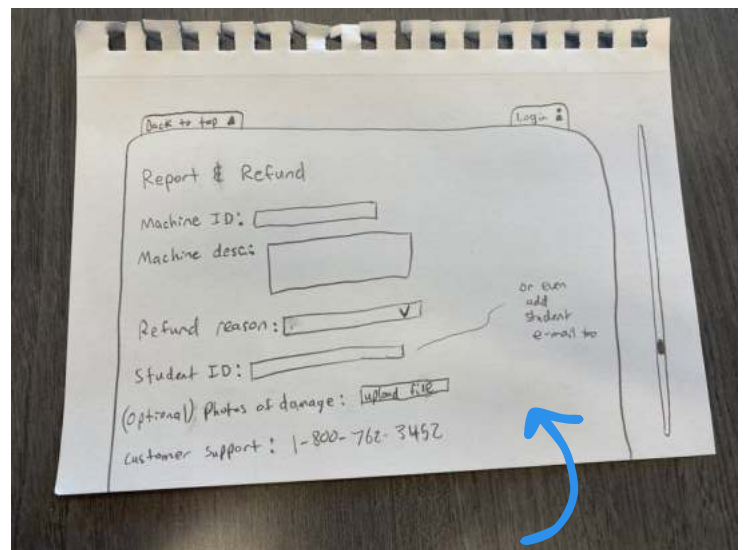 Back to top
Login
Report & Refund
Machine ID:
Machine desc:
Refund reason:
or even
add
student
e-mail too
Student ID:
(optional) Photos of damage: upload file
customer support: 1-800-762-3452